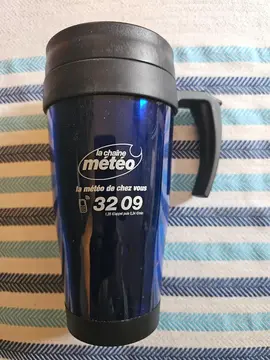 la chaîne
météo
la météo de chez vous
32 09